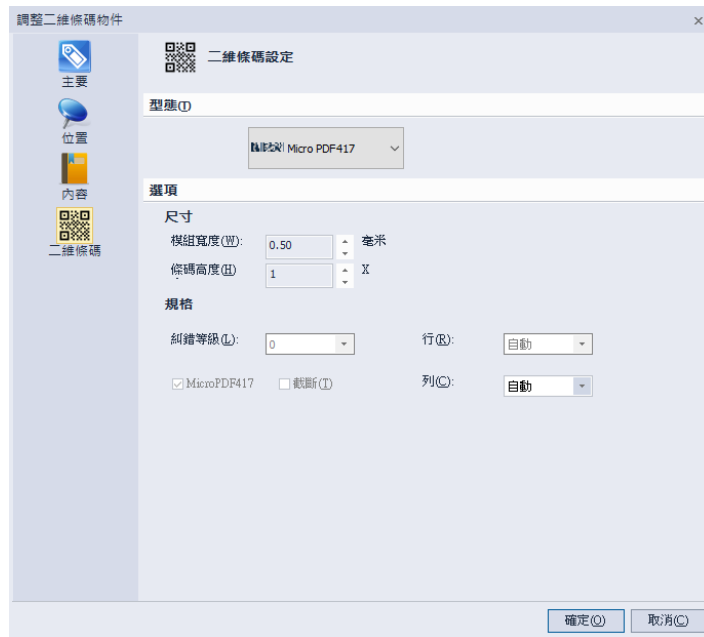 調整二維條碼物件
主要
位置
內容
二維條碼
二維條碼設定
型態(T)
Micro PDF417
選項
尺寸
模組寬度(W): 0.50 毫米
條碼高度(H) 1 X
規格
糾錯等級(L): 0 行(R): 自動
MicroPDF417 截斷(T) 列(C): 自動
確定(O) 取消(C)